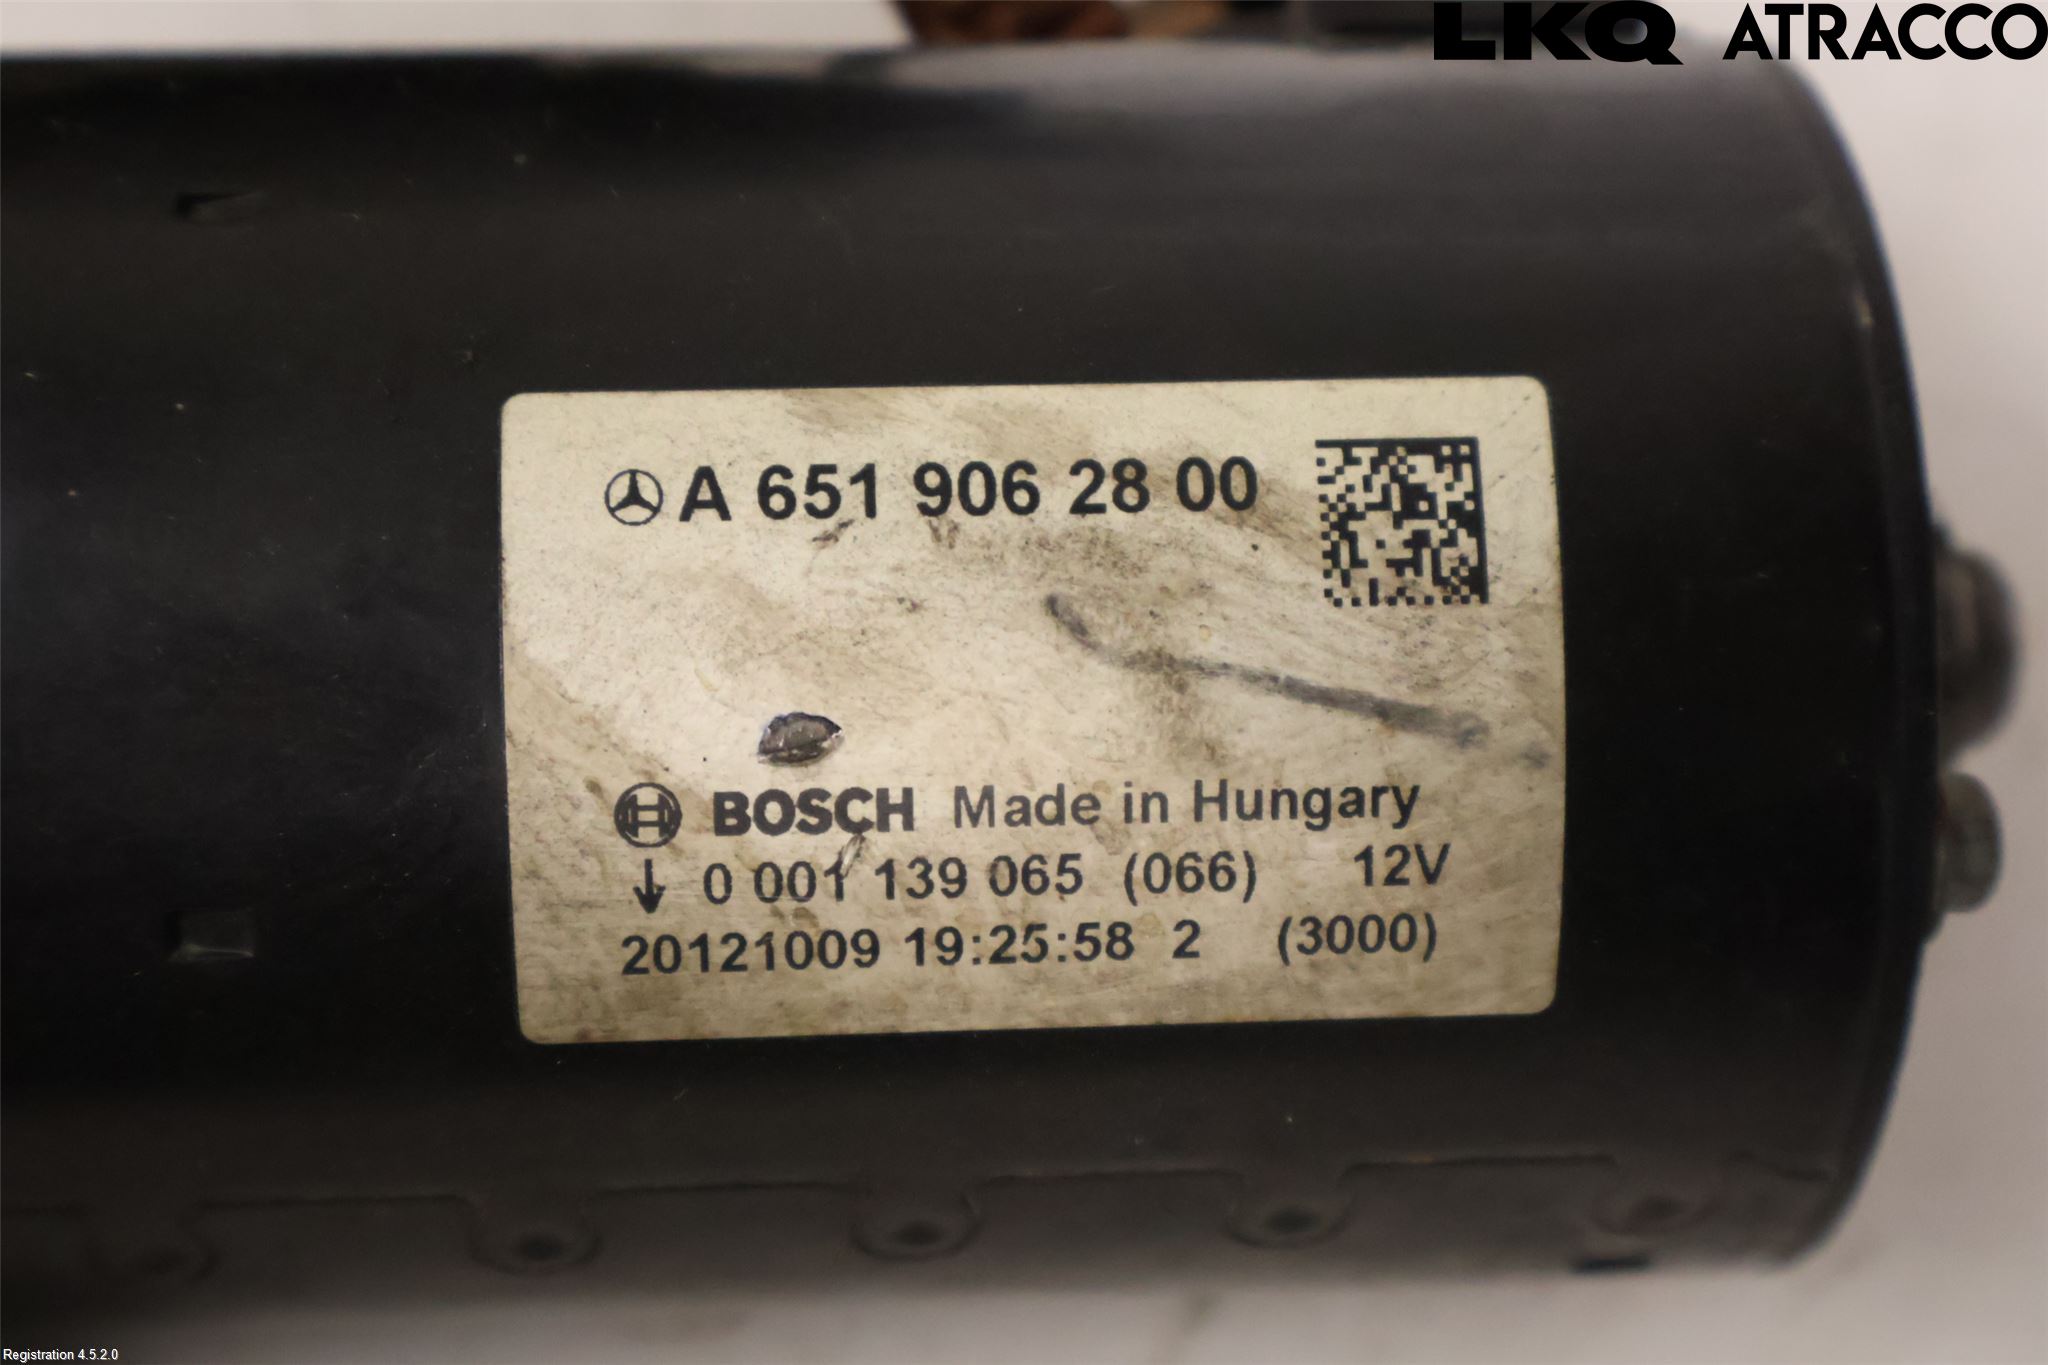 LKQ ATRACCO
A 651 906 28 00
BOSCH Made in Hungary
0 001 139 065 (066) 12V
20121009 19:25:58 2 (3000)
Registration 4.5.2.0